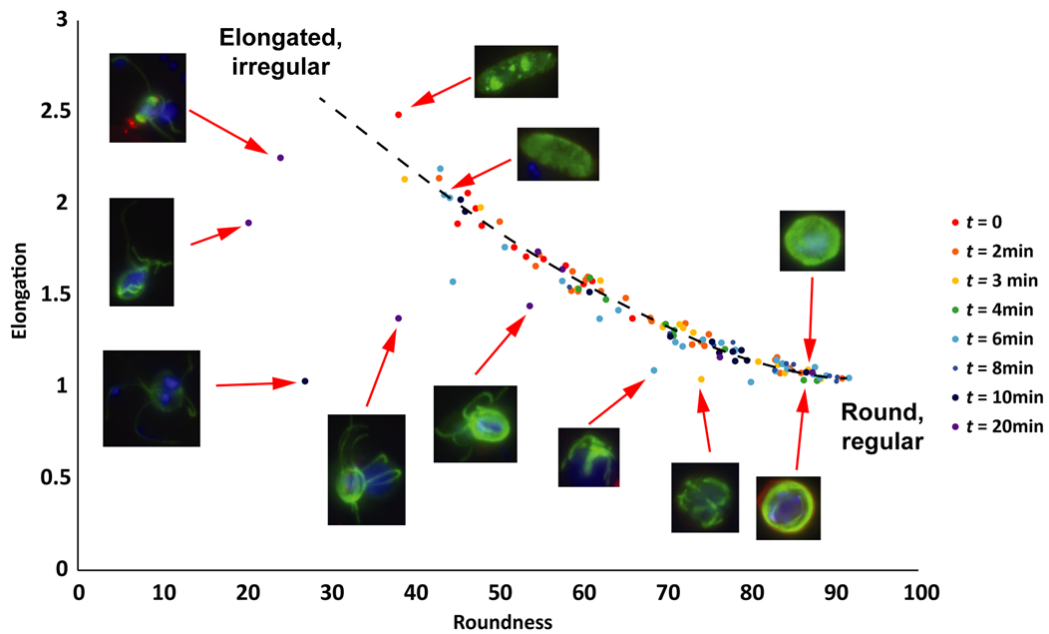 3
2.5
2
1.5
1
0.5
0
Elongation
Elongated,
irregular
Round,
regular
t = 0
t = 2min
t = 3 min
t = 4min
t = 6min
t = 8min
t = 10min
t = 20min
0 10 20 30 40 50 60 70 80 90 100
Roundness